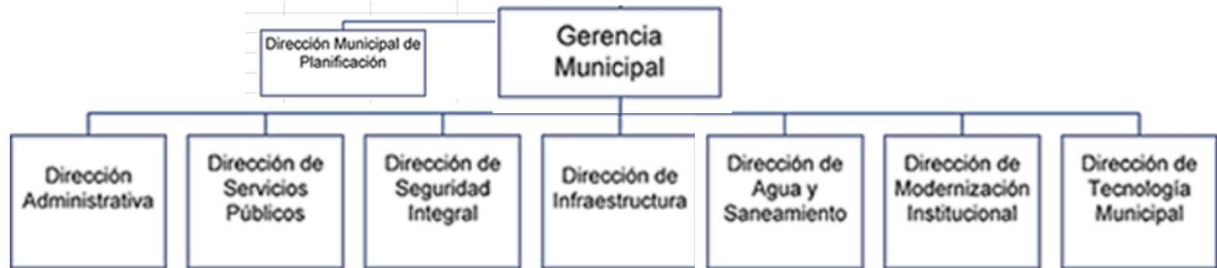 Dirección Municipal de
Planificación
Gerencia
Municipal
Dirección
Administrativa
Dirección de
Servicios
Públicos
Dirección de
Seguridad
Integral
Dirección de
Infraestructura
Dirección de
Agua y
Saneamiento
Dirección de
Modernización
Institucional
Dirección de
Tecnología
Municipal